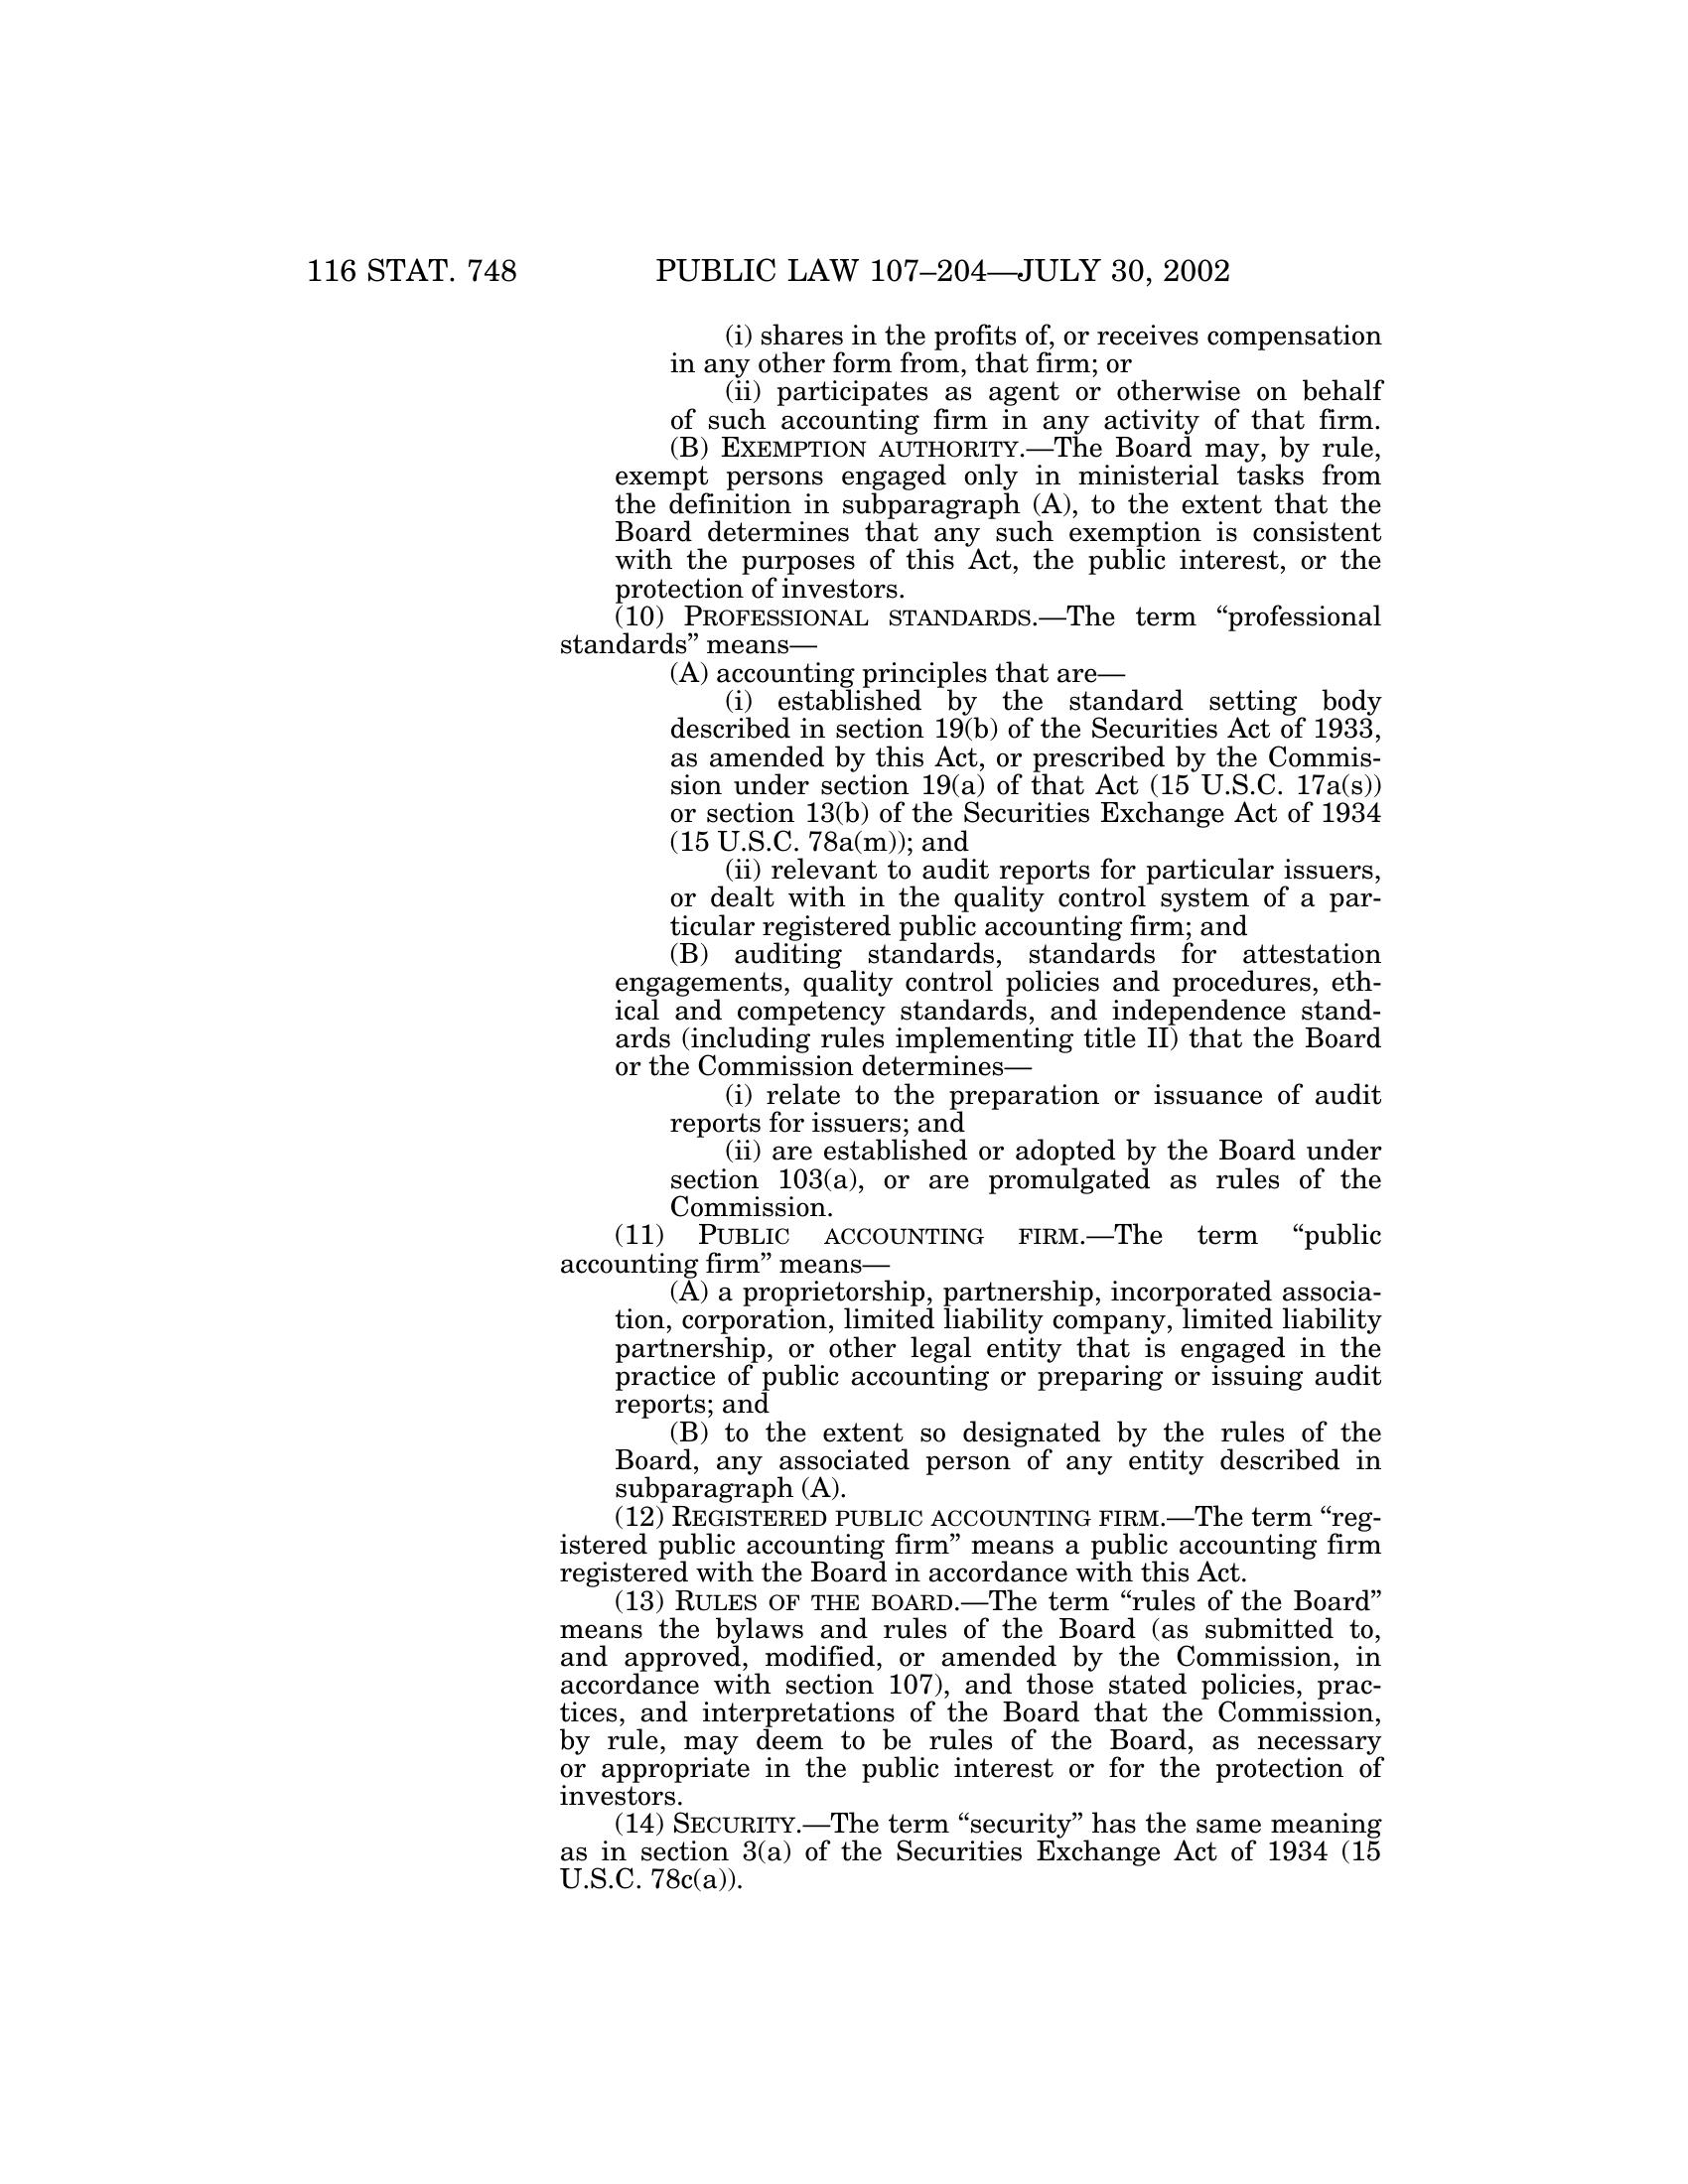 116 STAT. 748 PUBLIC LAW 107–204—JULY 30, 2002
(i) shares in the profits of, or receives compensation
in any other form from, that firm; or
(ii) participates as agent or otherwise on behalf
of such accounting firm in any activity of that firm.
(B) EXEMPTION AUTHORITY.—The Board may, by rule,
exempt persons engaged only in ministerial tasks from
the definition in subparagraph (A), to the extent that the
Board determines that any such exemption is consistent
with the purposes of this Act, the public interest, or the
protection of investors.
(10) PROFESSIONAL STANDARDS.—The term “professional
standards” means—
(A) accounting principles that are—
(i) established by the standard setting body
described in section 19(b) of the Securities Act of 1933,
as amended by this Act, or prescribed by the Commis-
sion under section 19(a) of that Act (15 U.S.C. 17a(s))
or section 13(b) of the Securities Exchange Act of 1934
(15 U.S.C. 78a(m)); and
(ii) relevant to audit reports for particular issuers,
or dealt with in the quality control system of a par-
ticular registered public accounting firm; and
(B) auditing standards, standards for attestation
engagements, quality control policies and procedures, eth-
ical and competency standards, and independence stand-
ards (including rules implementing title II) that the Board
or the Commission determines—
(i) relate to the preparation or issuance of audit
reports for issuers; and
(ii) are established or adopted by the Board under
section 103(a), or are promulgated as rules of the
Commission.
(11) PUBLIC ACCOUNTING FIRM.—The term “public
accounting firm” means—
(A) a proprietorship, partnership, incorporated associa-
tion, corporation, limited liability company, limited liability
partnership, or other legal entity that is engaged in the
practice of public accounting or preparing or issuing audit
reports; and
(B) to the extent so designated by the rules of the
Board, any associated person of any entity described in
subparagraph (A).
(12) REGISTERED PUBLIC ACCOUNTING FIRM.—The term “reg-
istered public accounting firm” means a public accounting firm
registered with the Board in accordance with this Act.
(13) RULES OF THE BOARD.—The term “rules of the Board”
means the bylaws and rules of the Board (as submitted to,
and approved, modified, or amended by the Commission, in
accordance with section 107), and those stated policies, prac-
tices, and interpretations of the Board that the Commission,
by rule, may deem to be rules of the Board, as necessary
or appropriate in the public interest or for the protection of
investors.
(14) SECURITY.—The term “security” has the same meaning
as in section 3(a) of the Securities Exchange Act of 1934 (15
U.S.C. 78c(a)).